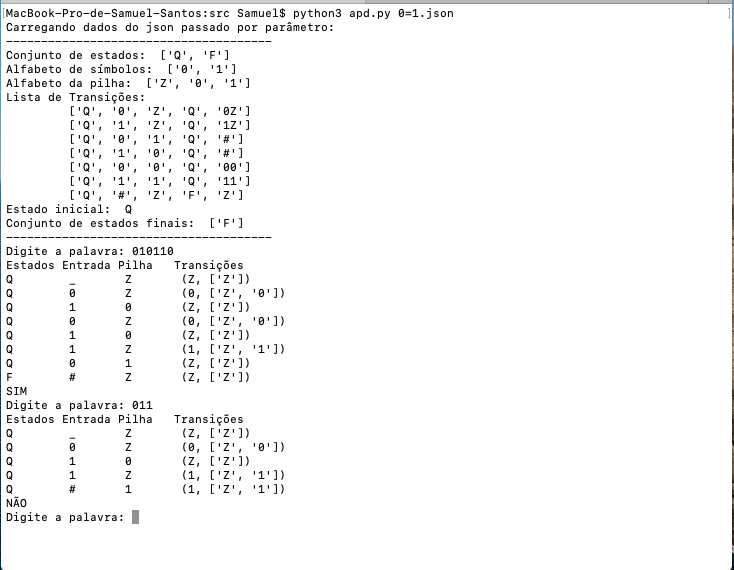 [MacBook-Pro-de-Samuel-Santos:src Samuel$ python3 apd.py 0=1.json ]
Carregando dados do json passado por parâmetro:
--------------------------------------
Conjunto de estados:  ['Q', 'F']
Alfabeto de símbolos:  ['0', '1']
Alfabeto da pilha:  ['Z', '0', '1']
Lista de Transições:
['Q', '0', 'Z', 'Q', '0Z']
['Q', '1', 'Z', 'Q', '1Z']
['Q', '0', '1', 'Q', '#']
['Q', '1', '0', 'Q', '#']
['Q', '0', '0', 'Q', '00']
['Q', '1', '1', 'Q', '11']
['Q', '#', 'Z', 'F', 'Z']
Estado inicial:  Q
Conjunto de estados finais:  ['F']
--------------------------------------
Digite a palavra: 010110
Estados Entrada Pilha   Transições
Q        _      Z        (Z, ['Z'])
Q        0      Z        (0, ['Z', '0'])
Q        1      0        (Z, ['Z'])
Q        0      Z        (0, ['Z', '0'])
Q        1      0        (Z, ['Z'])
Q        1      Z        (1, ['Z', '1'])
Q        0      1        (Z, ['Z'])
F        #      Z        (Z, ['Z'])
SIM
Digite a palavra: 011
Estados Entrada Pilha   Transições
Q        _      Z        (Z, ['Z'])
Q        0      Z        (0, ['Z', '0'])
Q        1      0        (Z, ['Z'])
Q        1      Z        (1, ['Z', '1'])
Q        #      1        (1, ['Z', '1'])
NÃO
Digite a palavra: